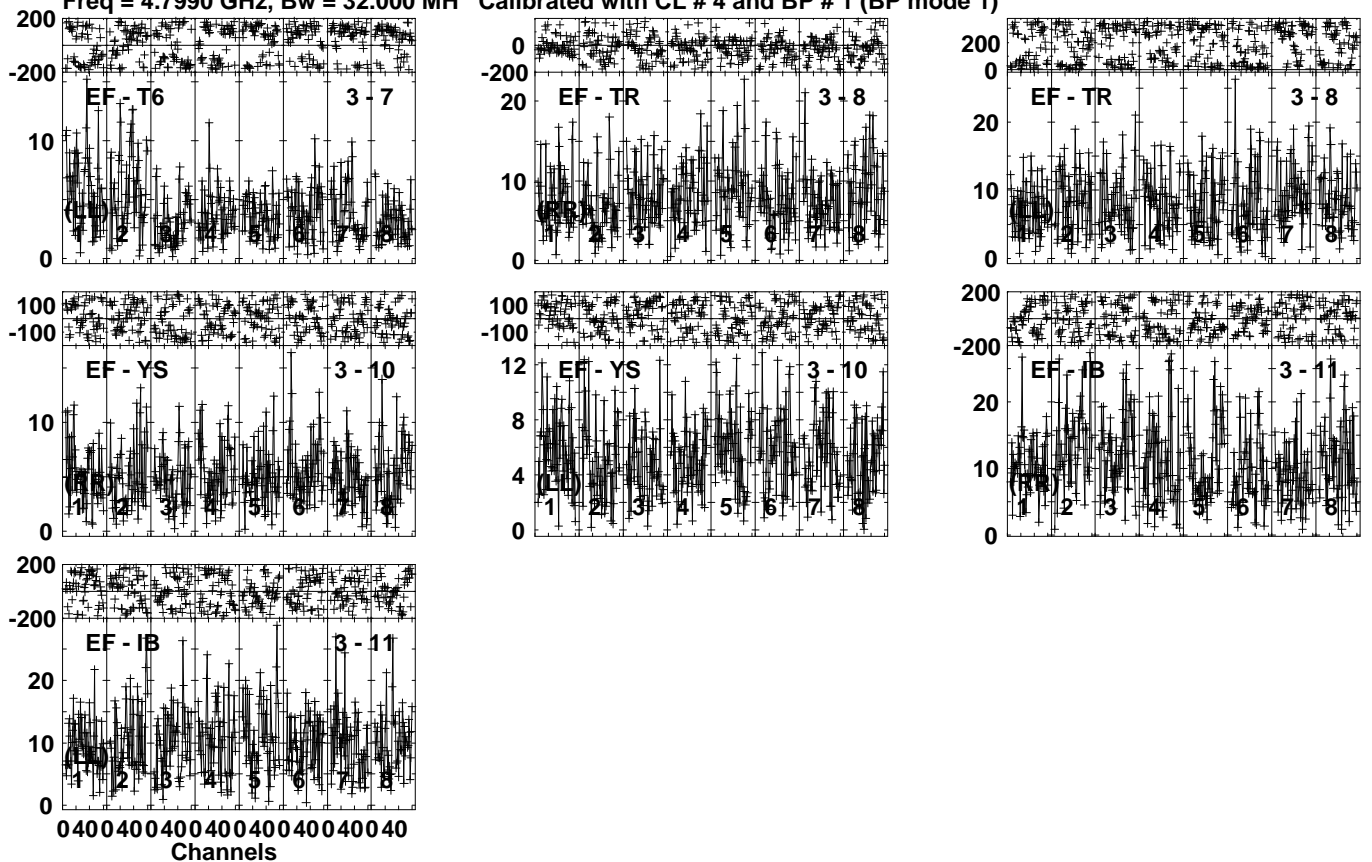 Freq = 4.7990 GHz, Bw = 32.000 MH Calibrated with CL # 4 and BP # 1 (BP mode 1)
200
-200
EF - T6 3 - 7
10
(LL)
1 2 3 4 5 6 7 8
0
0
-200
EF - TR 3 - 8
20
10
(RR)
1 2 3 4 5 6 7 8
0
200
0
EF - TR 3 - 8
20
10
(LL)
1 2 3 4 5 6 7 8
0
100
-100
EF - YS 3 - 10
10
(RR)
1 2 3 4 5 6 7 8
0
100
-100
EF - YS 3 - 10
12
8
4
(LL)
1 2 3 4 5 6 7 8
0
200
-200
EF - IB 3 - 11
20
10
(RR)
1 2 3 4 5 6 7 8
0
200
-200
EF - IB 3 - 11
20
10
(LL)
1 2 3 4 5 6 7 8
0
0 40 0 40 0 40 0 40 0 40 0 40 0 40 0 40
Channels